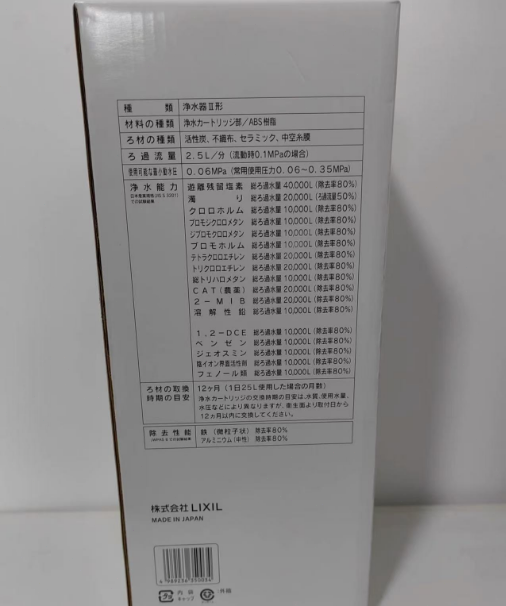 種類 浄水器Ⅱ形
材料の種類 浄水カートリッジ部/ABS樹脂
ろ材の種類 活性炭、不織布、セラミック、中空糸膜
ろ過流量 2.5L/分(流動時0.1MPaの場合)
使用可能な最小動水圧 0.06MPa(常用使用圧力0.06~0.35MPa)
浄水能力 遊離残留塩素 総ろ過水量 40,000L(除去率80%)
濁り 総ろ過水量 20,000L(ろ過流量50%)
クロロホルム 総ろ過水量 10,000L(除去率80%)
ブロモジクロロメタン 総ろ過水量 10,000L(除去率80%)
ジブロモクロロメタン 総ろ過水量 10,000L(除去率80%)
ブロモホルム 総ろ過水量 10,000L(除去率80%)
テトラクロロエチレン 総ろ過水量 20,000L(除去率80%)
トリクロロエチレン 総ろ過水量 10,000L(除去率80%)
総トリハロメタン 総ろ過水量 10,000L(除去率80%)
CAT(農薬) 総ろ過水量 20,000L(除去率80%)
2-MIB 総ろ過水量 20,000L(除去率80%)
溶解性鉛 総ろ過水量 10,000L(除去率80%)
1,2-DCE 総ろ過水量 10,000L(除去率80%)
ベンゼン 総ろ過水量 10,000L(除去率80%)
ジェオスミン 総ろ過水量 10,000L(除去率80%)
陰イオン界面活性剤 総ろ過水量 10,000L(除去率80%)
フェノール類 総ろ過水量 10,000L(除去率80%)
ろ材の取換時期の目安 12ヶ月(1日25L使用した場合の月数)
浄水カートリッジの交換時期の目安は、水質、使用水量、
水圧などにより異なりますが、衛生面より取付日から
12ヵ月以内に交換してください。
除去性能 鉄(微粒子状) 除去率80%
アルミニウム(中性) 除去率80%
株式会社 LIXIL
MADE IN JAPAN
内袋
キャップ
外箱